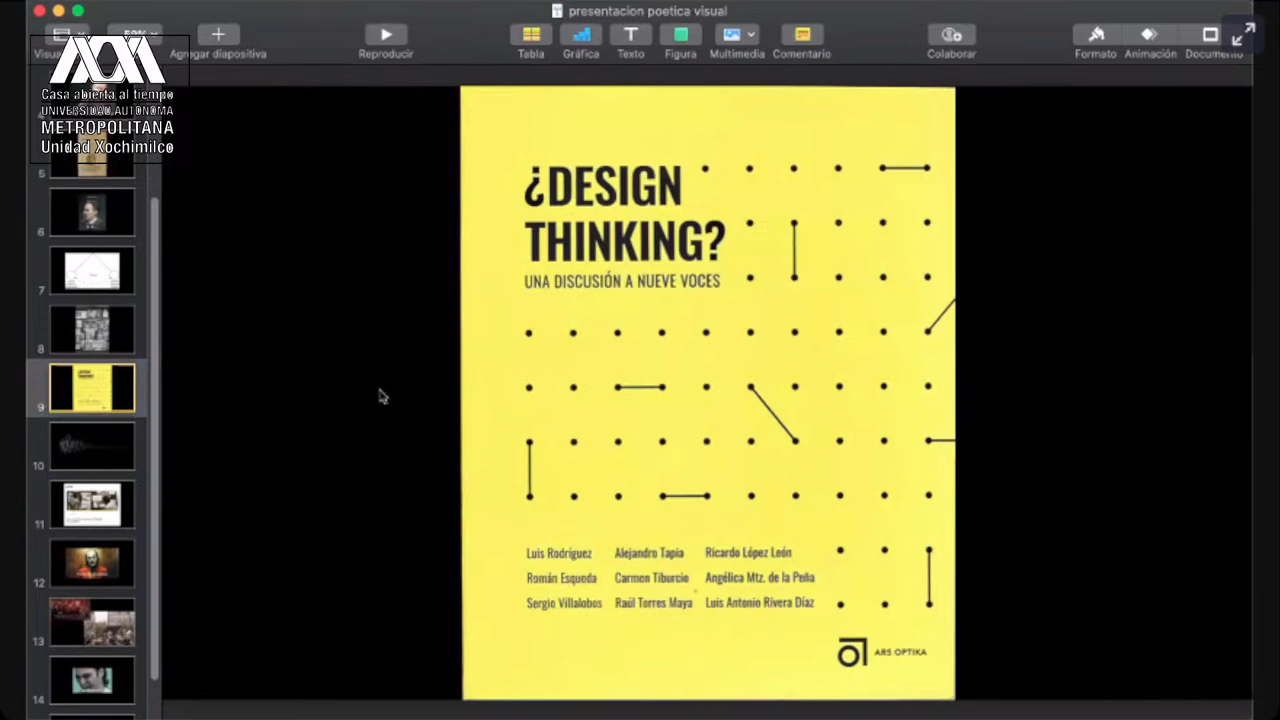 presentacion poetica visual
Agregar diapositiva
Reproducir
Tabla
Gráfica
Texto
Figura
Multimedia
Comentario
Colaborar
Formato
Animación
Casa abierta al tiempo
UNIVERSIDAD AUTONOMA
METROPOLITANA
Unidad Xochimilco
5
6
7
8
9
10
11
12
13
14
¿DESIGN
THINKING?
UNA DISCUSIÓN A NUEVE VOCES
Luis Rodríguez Alejandro Tapia Ricardo López León
Román Esqueda Carmen Tiburcio Angélica Mtz. de la Peña
Sergio Villalobos Raúl Torres Maya Luis Antonio Rivera Díaz
ARS OPTIKA